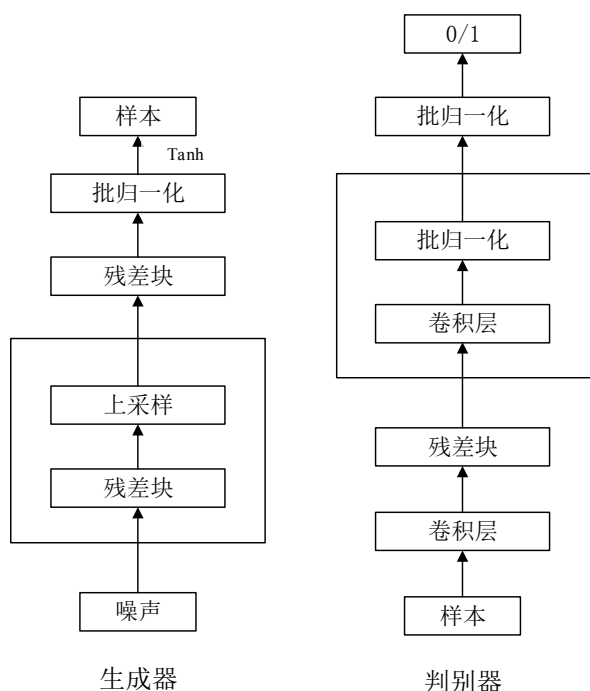 样本
Tanh
批归一化
残差块
上采样
残差块
噪声
生成器
0/1
批归一化
批归一化
卷积层
残差块
卷积层
样本
判别器